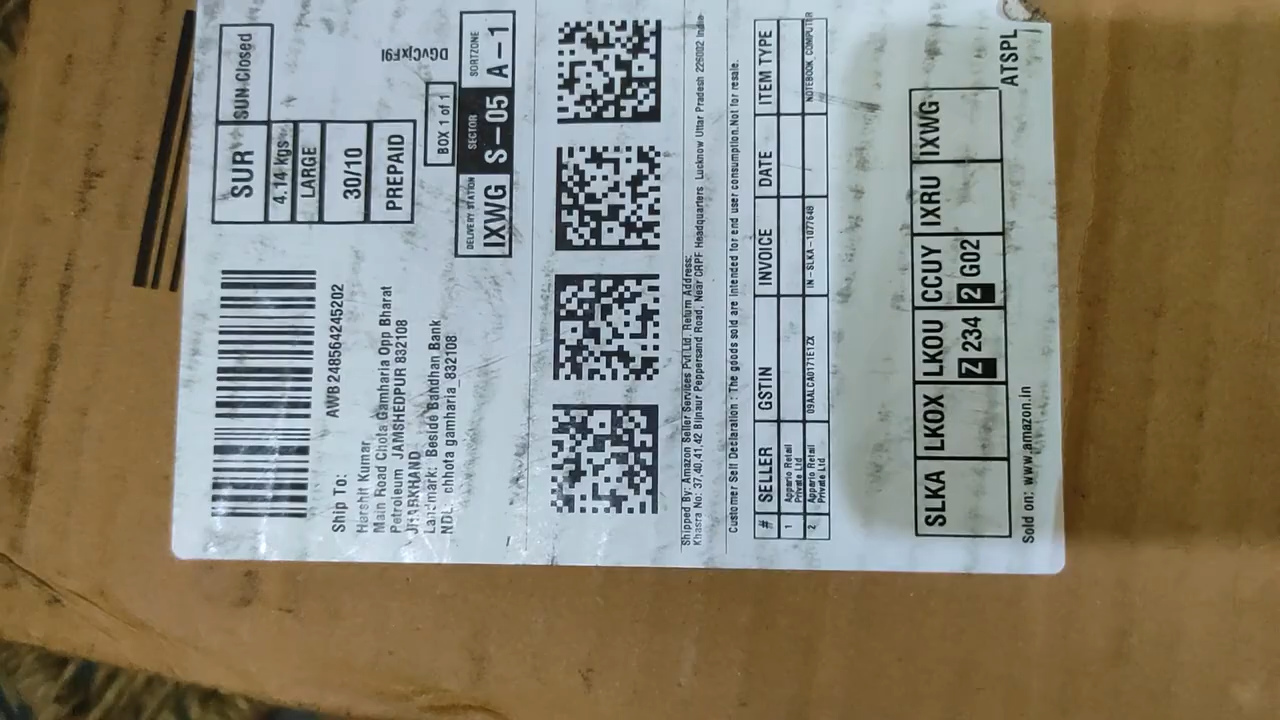 SUR SUN Closed
4.14 kgs
LARGE
30/10
PREPAID
AWB 248564245202
Ship To:
Harshit Kumar
Main Road Chota Gamharia Opp Bharat
Petroleum JAMSHEDPUR 832108
JHARKHAND
Landmark: Beside Bandhan Bank
NDL chhota gamharia_832108
DGvCjxF9I
BOX 1 of 1
DELIVERY STATION SECTOR SORTZONE
IXWG S-05 A-1
Shipped By: Amazon Seller Services Pvt Ltd, Return Address:
Khasra No: 37,40,41,42 Bijnaur Peppersand Road, Near CRPF Headquarters Lucknow Uttar Pradesh 226002 India
Customer Self Declaration : The goods sold are intended for end user consumption. Not for resale.
# SELLER GSTIN INVOICE DATE ITEM TYPE
1 Appario Retail
Private Ltd
2 Appario Retail 09AALCA0171E1ZX IN-SLKA-1077648 NOTEBOOK_COMPUTER
Private Ltd
SLKA LKOX LKOU CCUY IXRU IXWG
Z 234 2 G02
Sold on: www.amazon.in
ATSPL